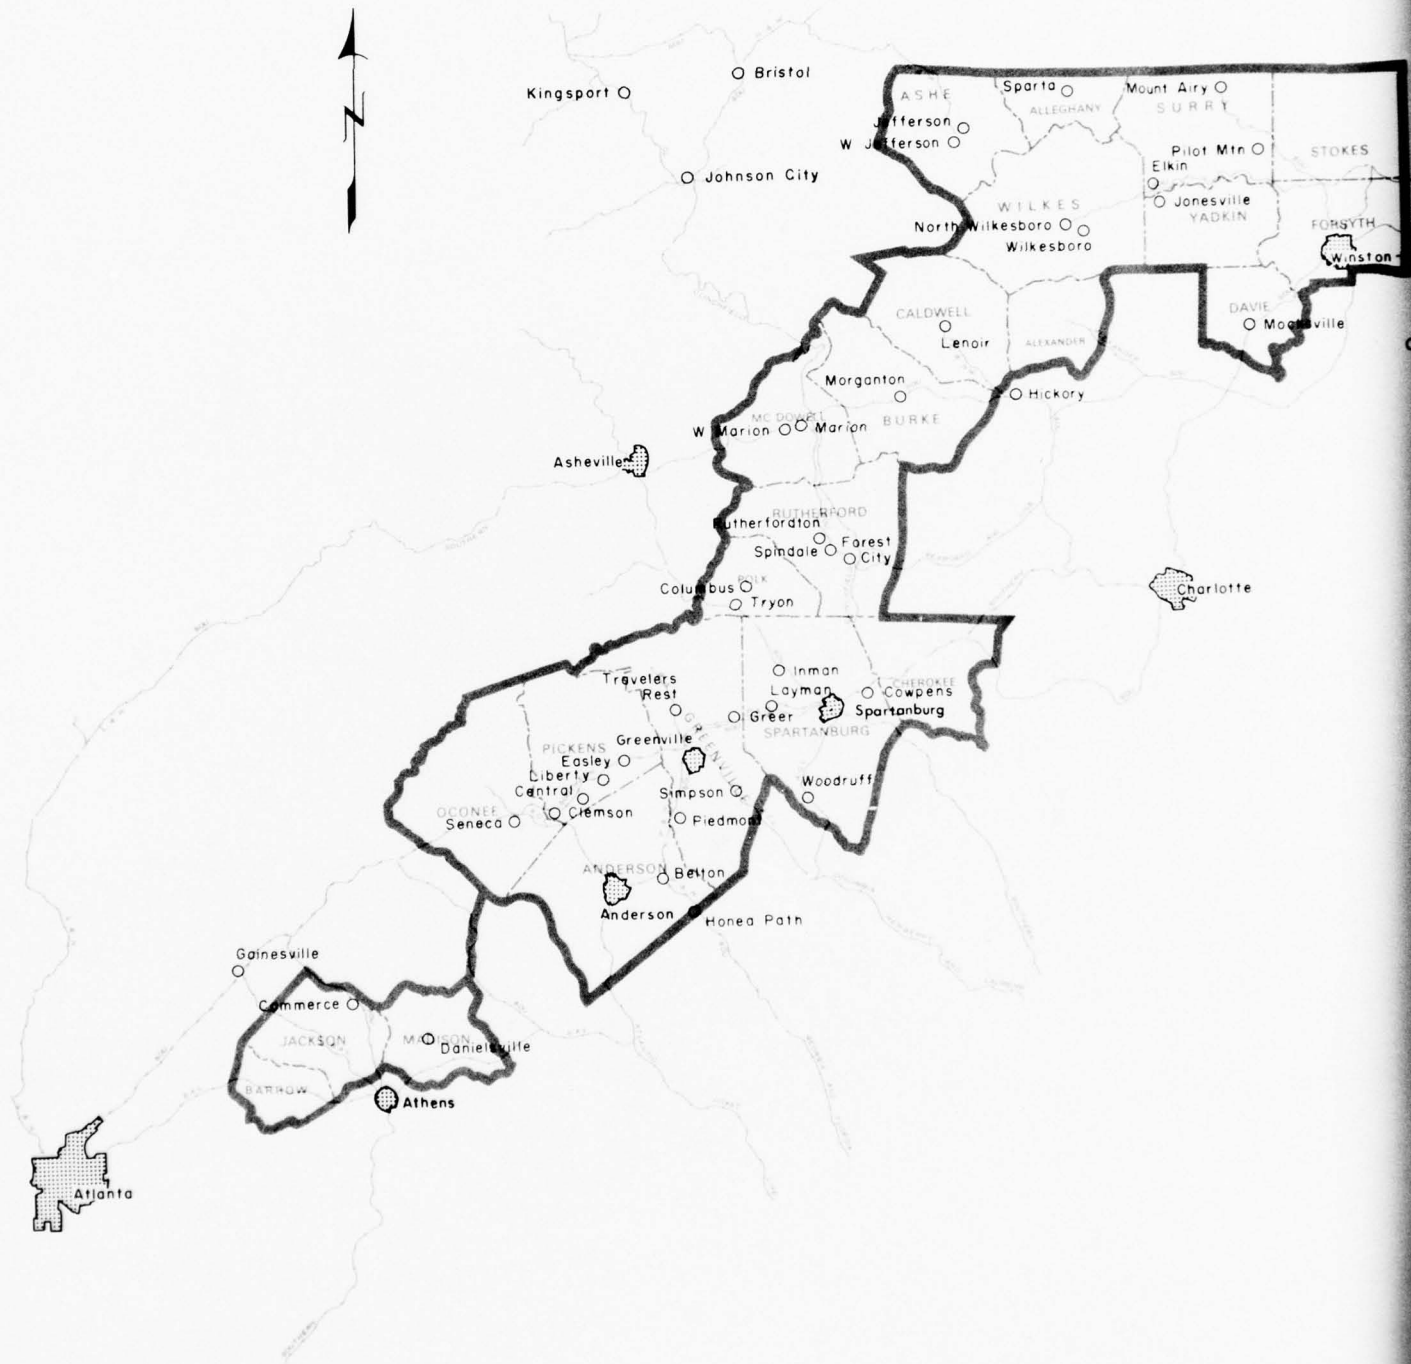 N
Bristol
Kingsport
Johnson City
ASHE
Sparta
ALLEGHANY
Mount Airy
SURRY
Jefferson
W Jefferson
Pilot Mtn
STOKES
Elkin
WILKES
Jonesville
YADKIN
North Wilkesboro
Wilkesboro
FORSYTH
Winston-
CALDWELL
Lenoir
ALEXANDER
DAVIE
Mocksville
Morganton
Hickory
MC DOWELL
W Marion
Marion
BURKE
Asheville
RUTHERFORD
Rutherfordton
Spindale
Forest
City
POLK
Columbus
Tryon
Charlotte
Inman
Travelers
Rest
Layman
CHEROKEE
Cowpens
Greer
Spartanburg
SPARTANBURG
GREENVILLE
Greenville
PICKENS
Easley
Liberty
Central
Simpson
Woodruff
OCONEE
Seneca
Clemson
Piedmont
ANDERSON
Belton
Anderson
Honea Path
Gainesville
Commerce
JACKSON
MADISON
Danielsville
BARROW
Athens
Atlanta